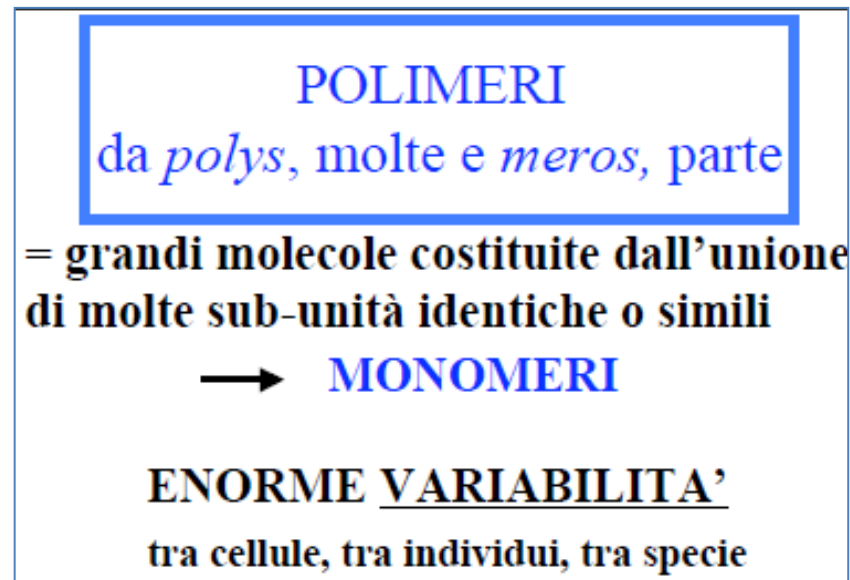 POLIMERI
da polys, molte e meros, parte
= grandi molecole costituite dall’unione
di molte sub-unità identiche o simili
→ MONOMERI
ENORME VARIABILITA’
tra cellule, tra individui, tra specie